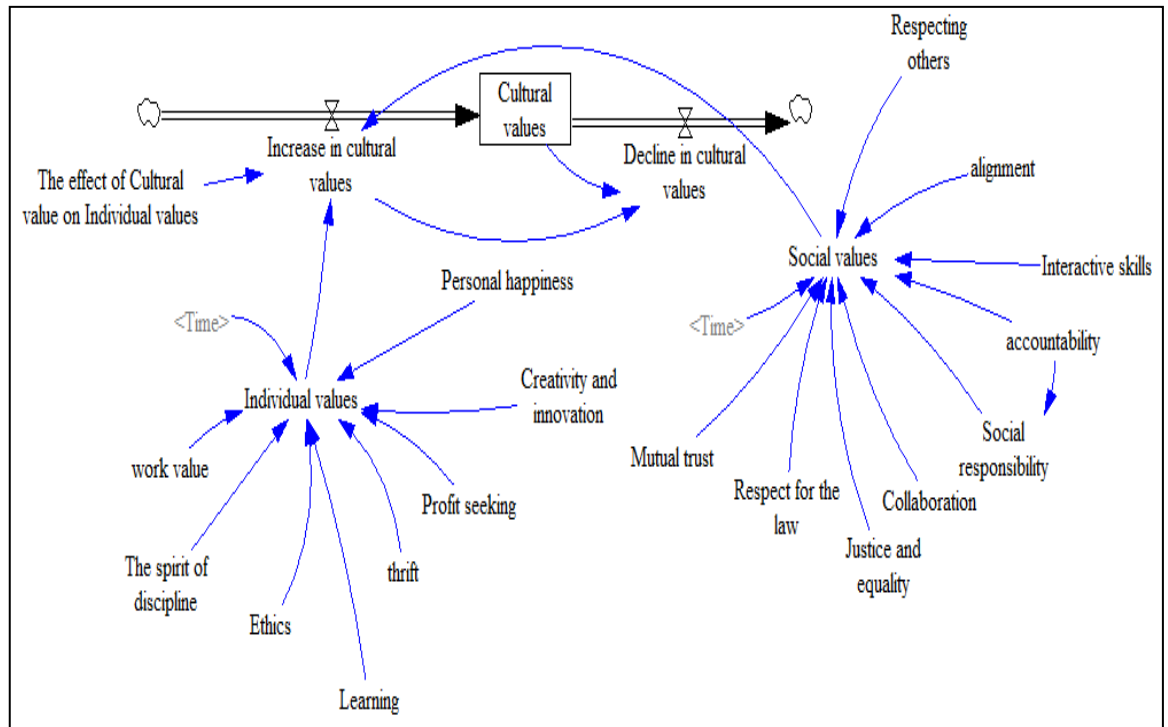 Respecting
others
Cultural
values
Increase in cultural
values
Decline in cultural
values
The effect of Cultural
value on Individual values
alignment
Social values
Interactive skills
Personal happiness
<Time>
<Time>
accountability
Individual values
Creativity and
innovation
Social
responsibility
work value
Mutual trust
Profit seeking
Respect for the
law
Collaboration
The spirit of
discipline
thrift
Justice and
equality
Ethics
Learning